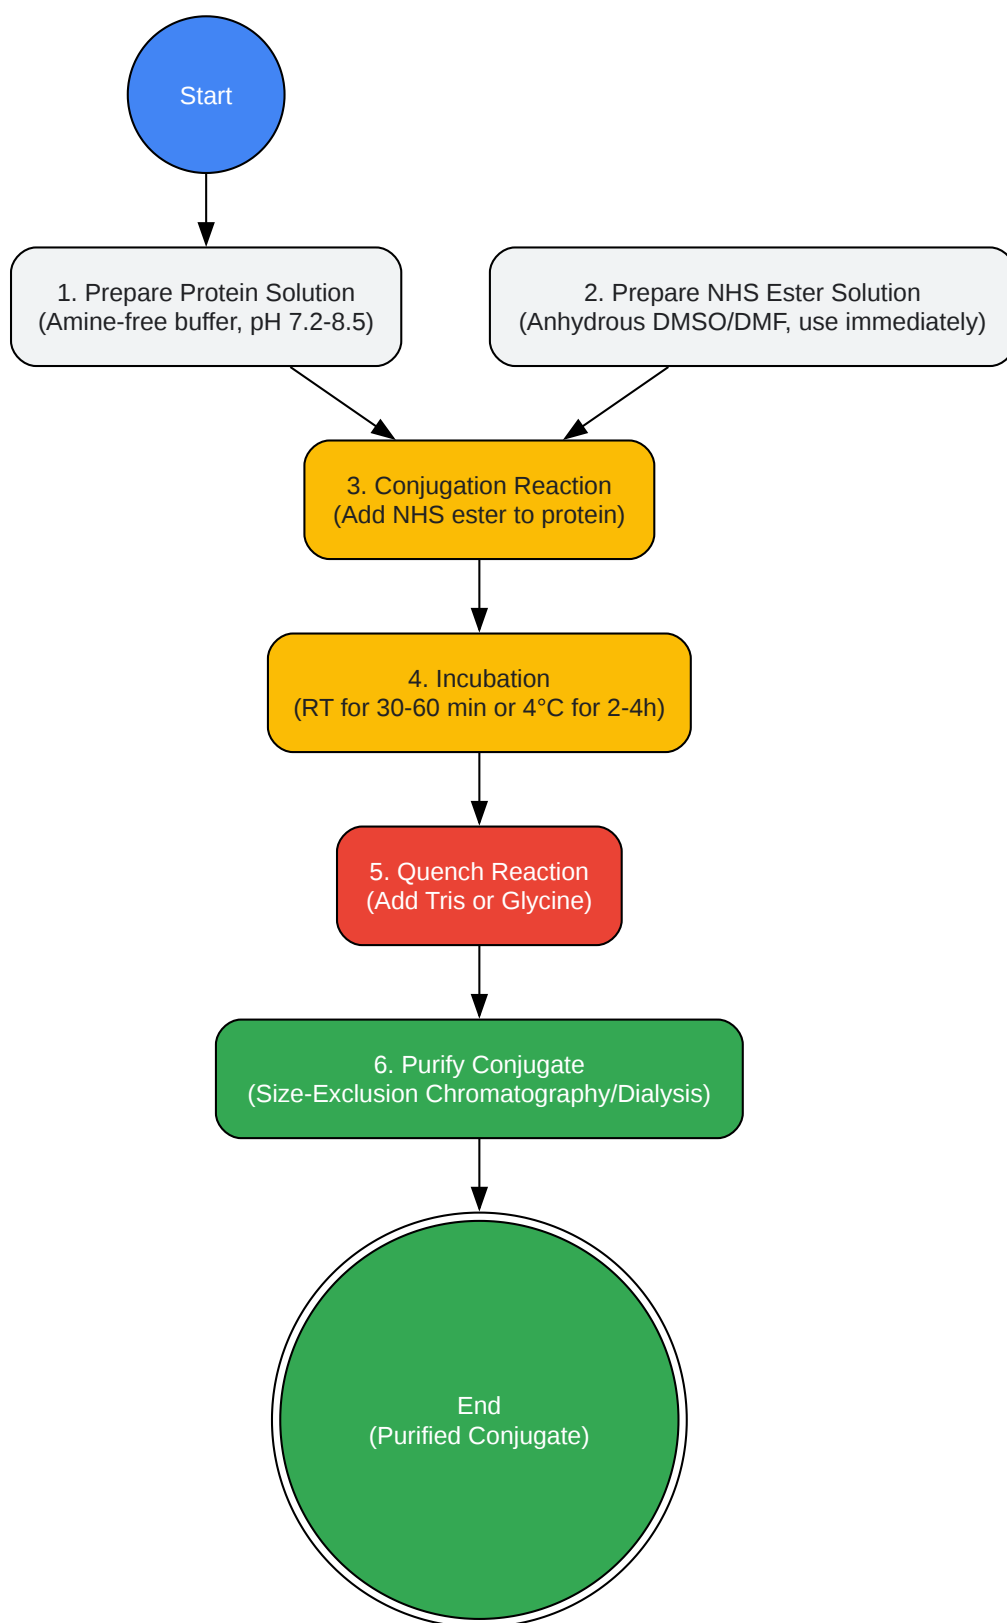 Start
1. Prepare Protein Solution
(Amine-free buffer, pH 7.2-8.5)
2. Prepare NHS Ester Solution
(Anhydrous DMSO/DMF, use immediately)
3. Conjugation Reaction
(Add NHS ester to protein)
4. Incubation
(RT for 30-60 min or 4°C for 2-4h)
5. Quench Reaction
(Add Tris or Glycine)
6. Purify Conjugate
(Size-Exclusion Chromatography/Dialysis)
End
(Purified Conjugate)